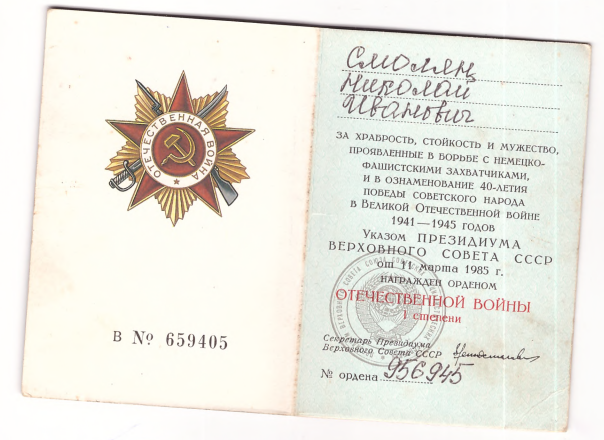 ОТЕЧЕСТВЕННАЯ ВОЙНА
В № 659405
Смолян
Николай
Иванович
ЗА ХРАБРОСТЬ, СТОЙКОСТЬ И МУЖЕСТВО,
ПРОЯВЛЕННЫЕ В БОРЬБЕ С НЕМЕЦКО-
ФАШИСТСКИМИ ЗАХВАТЧИКАМИ,
И В ОЗНАМЕНОВАНИЕ 40-ЛЕТИЯ
ПОБЕДЫ СОВЕТСКОГО НАРОДА
В ВЕЛИКОЙ ОТЕЧЕСТВЕННОЙ ВОЙНЕ
1941—1945 ГОДОВ
УКАЗОМ ПРЕЗИДИУМА
ВЕРХОВНОГО СОВЕТА СССР
от 11 марта 1985 г.
НАГРАЖДЕН ОРДЕНОМ
ОТЕЧЕСТВЕННОЙ ВОЙНЫ
I степени
Секретарь Президиума
Верховного Совета СССР
№ ордена 956945